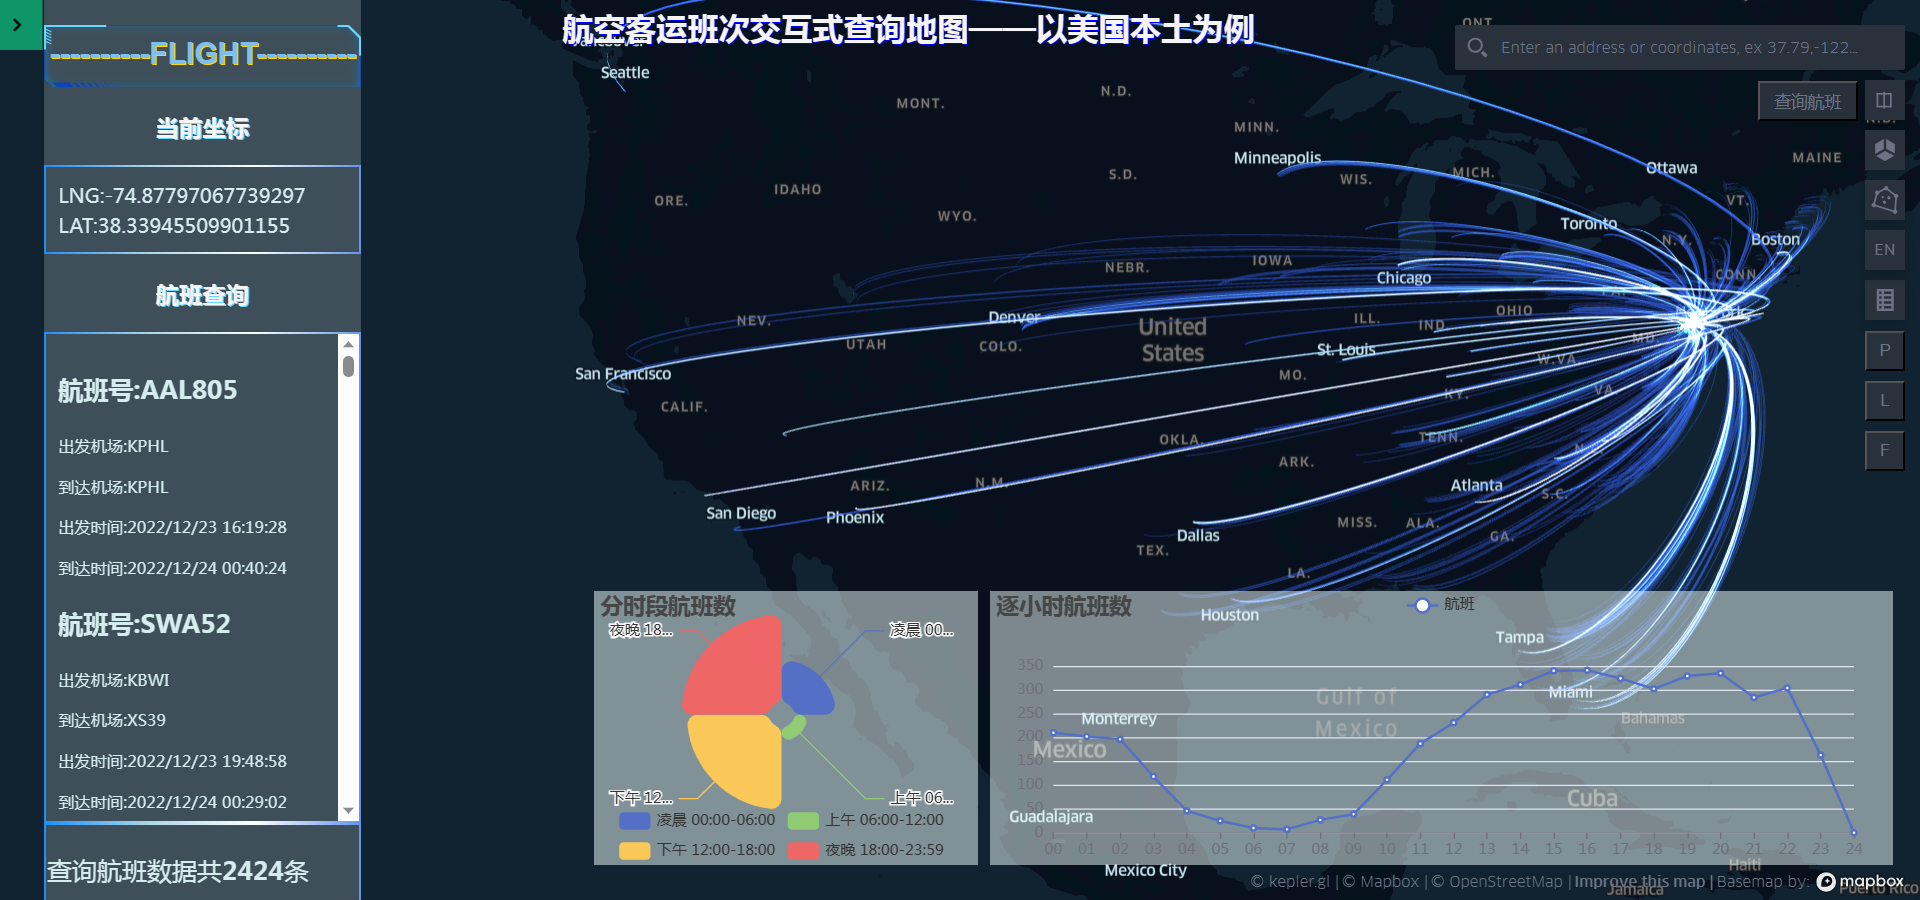 航空客运班次交互式查询地图——以美国本土为例
----------FLIGHT----------
当前坐标
LNG:-74.87797067739297
LAT:38.33945509901155
航班查询
航班号:AAL805
出发机场:KPHL
到达机场:KPHL
出发时间:2022/12/23 16:19:28
到达时间:2022/12/24 00:40:24
航班号:SWA52
出发机场:KBWI
到达机场:XS39
出发时间:2022/12/23 19:48:58
到达时间:2022/12/24 00:29:02
查询航班数据共2424条
Enter an address or coordinates, ex 37.79,-122...
查询航班
EN
P
L
F
ONT.
Seattle
MONT.
N.D.
MINN.
Minneapolis
Ottawa
MAINE
ORE.
IDAHO
S.D.
WIS.
MICH.
VT.
WYO.
Toronto
N.Y.
Boston
NEBR.
IOWA
Chicago
CONN.
PA.
NEV.
Denver
United
States
ILL.
IND.
OHIO
UTAH
COLO.
St. Louis
W.VA.
MD.
San Francisco
MO.
KY.
VA.
CALIF.
OKLA.
TENN.
ARK.
ARIZ.
N.M.
Atlanta
S.C.
San Diego
Phoenix
Dallas
MISS.
ALA.
GA.
TEX.
LA.
Houston
Tampa
Miami
Gulf of
Mexico
Bahamas
Monterrey
Mexico
Cuba
Guadalajara
Mexico City
Haiti
Jamaica
Puerto Rico
分时段航班数
夜晚 18...
凌晨 00...
下午 12...
上午 06...
凌晨 00:00-06:00
上午 06:00-12:00
下午 12:00-18:00
夜晚 18:00-23:59
逐小时航班数
航班
350
300
250
200
150
100
50
0
00 01 02 03 04 05 06 07 08 09 10 11 12 13 14 15 16 17 18 19 20 21 22 23 24
© kepler.gl | © Mapbox | © OpenStreetMap | Improve this map | Basemap by: mapbox